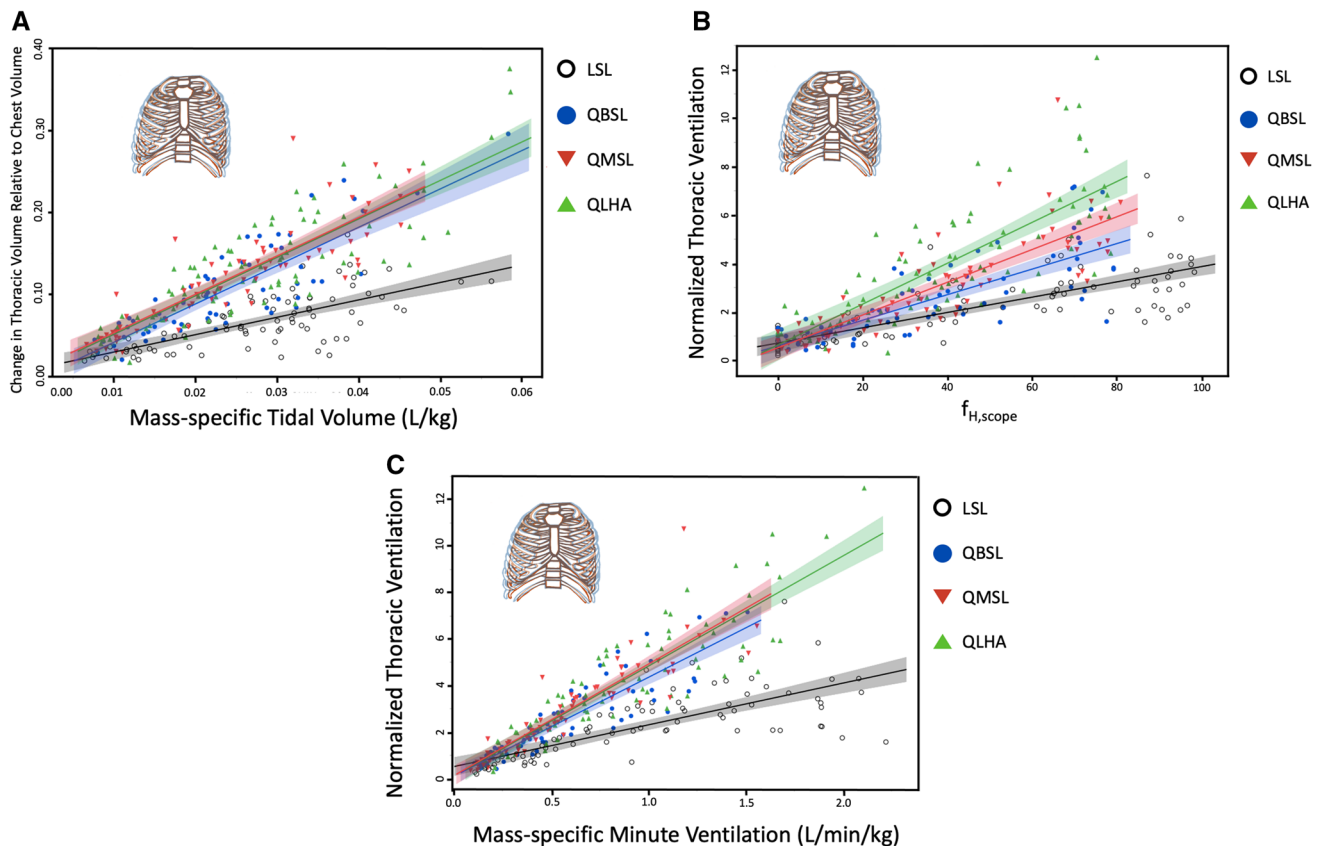 A
Change in Thoracic Volume Relative to Chest Volume
0.40
0.30
0.20
0.10
0.00
0.00 0.01 0.02 0.03 0.04 0.05 0.06
Mass-specific Tidal Volume (L/kg)
LSL
QBSL
QMSL
QLHA
B
Normalized Thoracic Ventilation
12
10
8
6
4
2
0
0 20 40 60 80 100
fH,scope
LSL
QBSL
QMSL
QLHA
C
Normalized Thoracic Ventilation
12
10
8
6
4
2
0
0.0 0.5 1.0 1.5 2.0
Mass-specific Minute Ventilation (L/min/kg)
LSL
QBSL
QMSL
QLHA